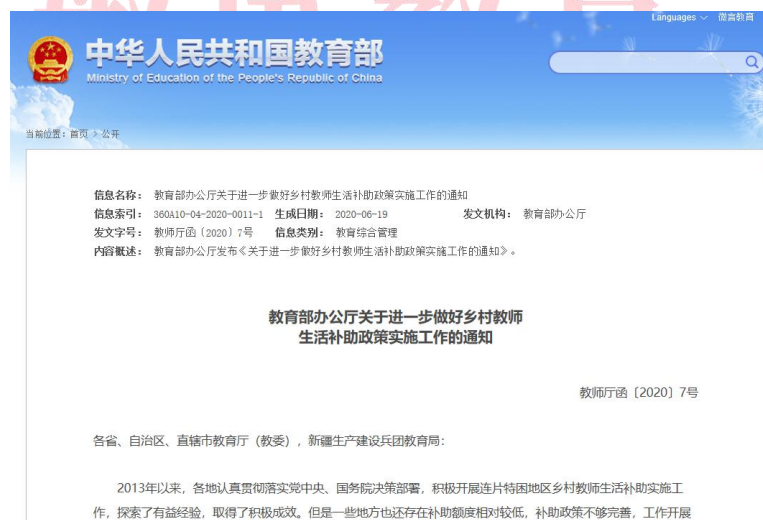 Languages 微言教育
中华人民共和国教育部
Ministry of Education of the People's Republic of China
当前位置：首页 > 公开
信息名称： 教育部办公厅关于进一步做好乡村教师生活补助政策实施工作的通知
信息索引： 360A10-04-2020-0011-1 生成日期： 2020-06-19 发文机构： 教育部办公厅
发文字号： 教师厅函〔2020〕7号 信息类别： 教育综合管理
内容概述： 教育部办公厅发布《关于进一步做好乡村教师生活补助政策实施工作的通知》。
教育部办公厅关于进一步做好乡村教师
生活补助政策实施工作的通知
教师厅函〔2020〕7号
各省、自治区、直辖市教育厅（教委），新疆生产建设兵团教育局：
2013年以来，各地认真贯彻落实党中央、国务院决策部署，积极开展连片特困地区乡村教师生活补助实施工
作，探索了有益经验，取得了积极成效。但是一些地方也还存在补助额度相对较低，补助政策不够完善，工作开展